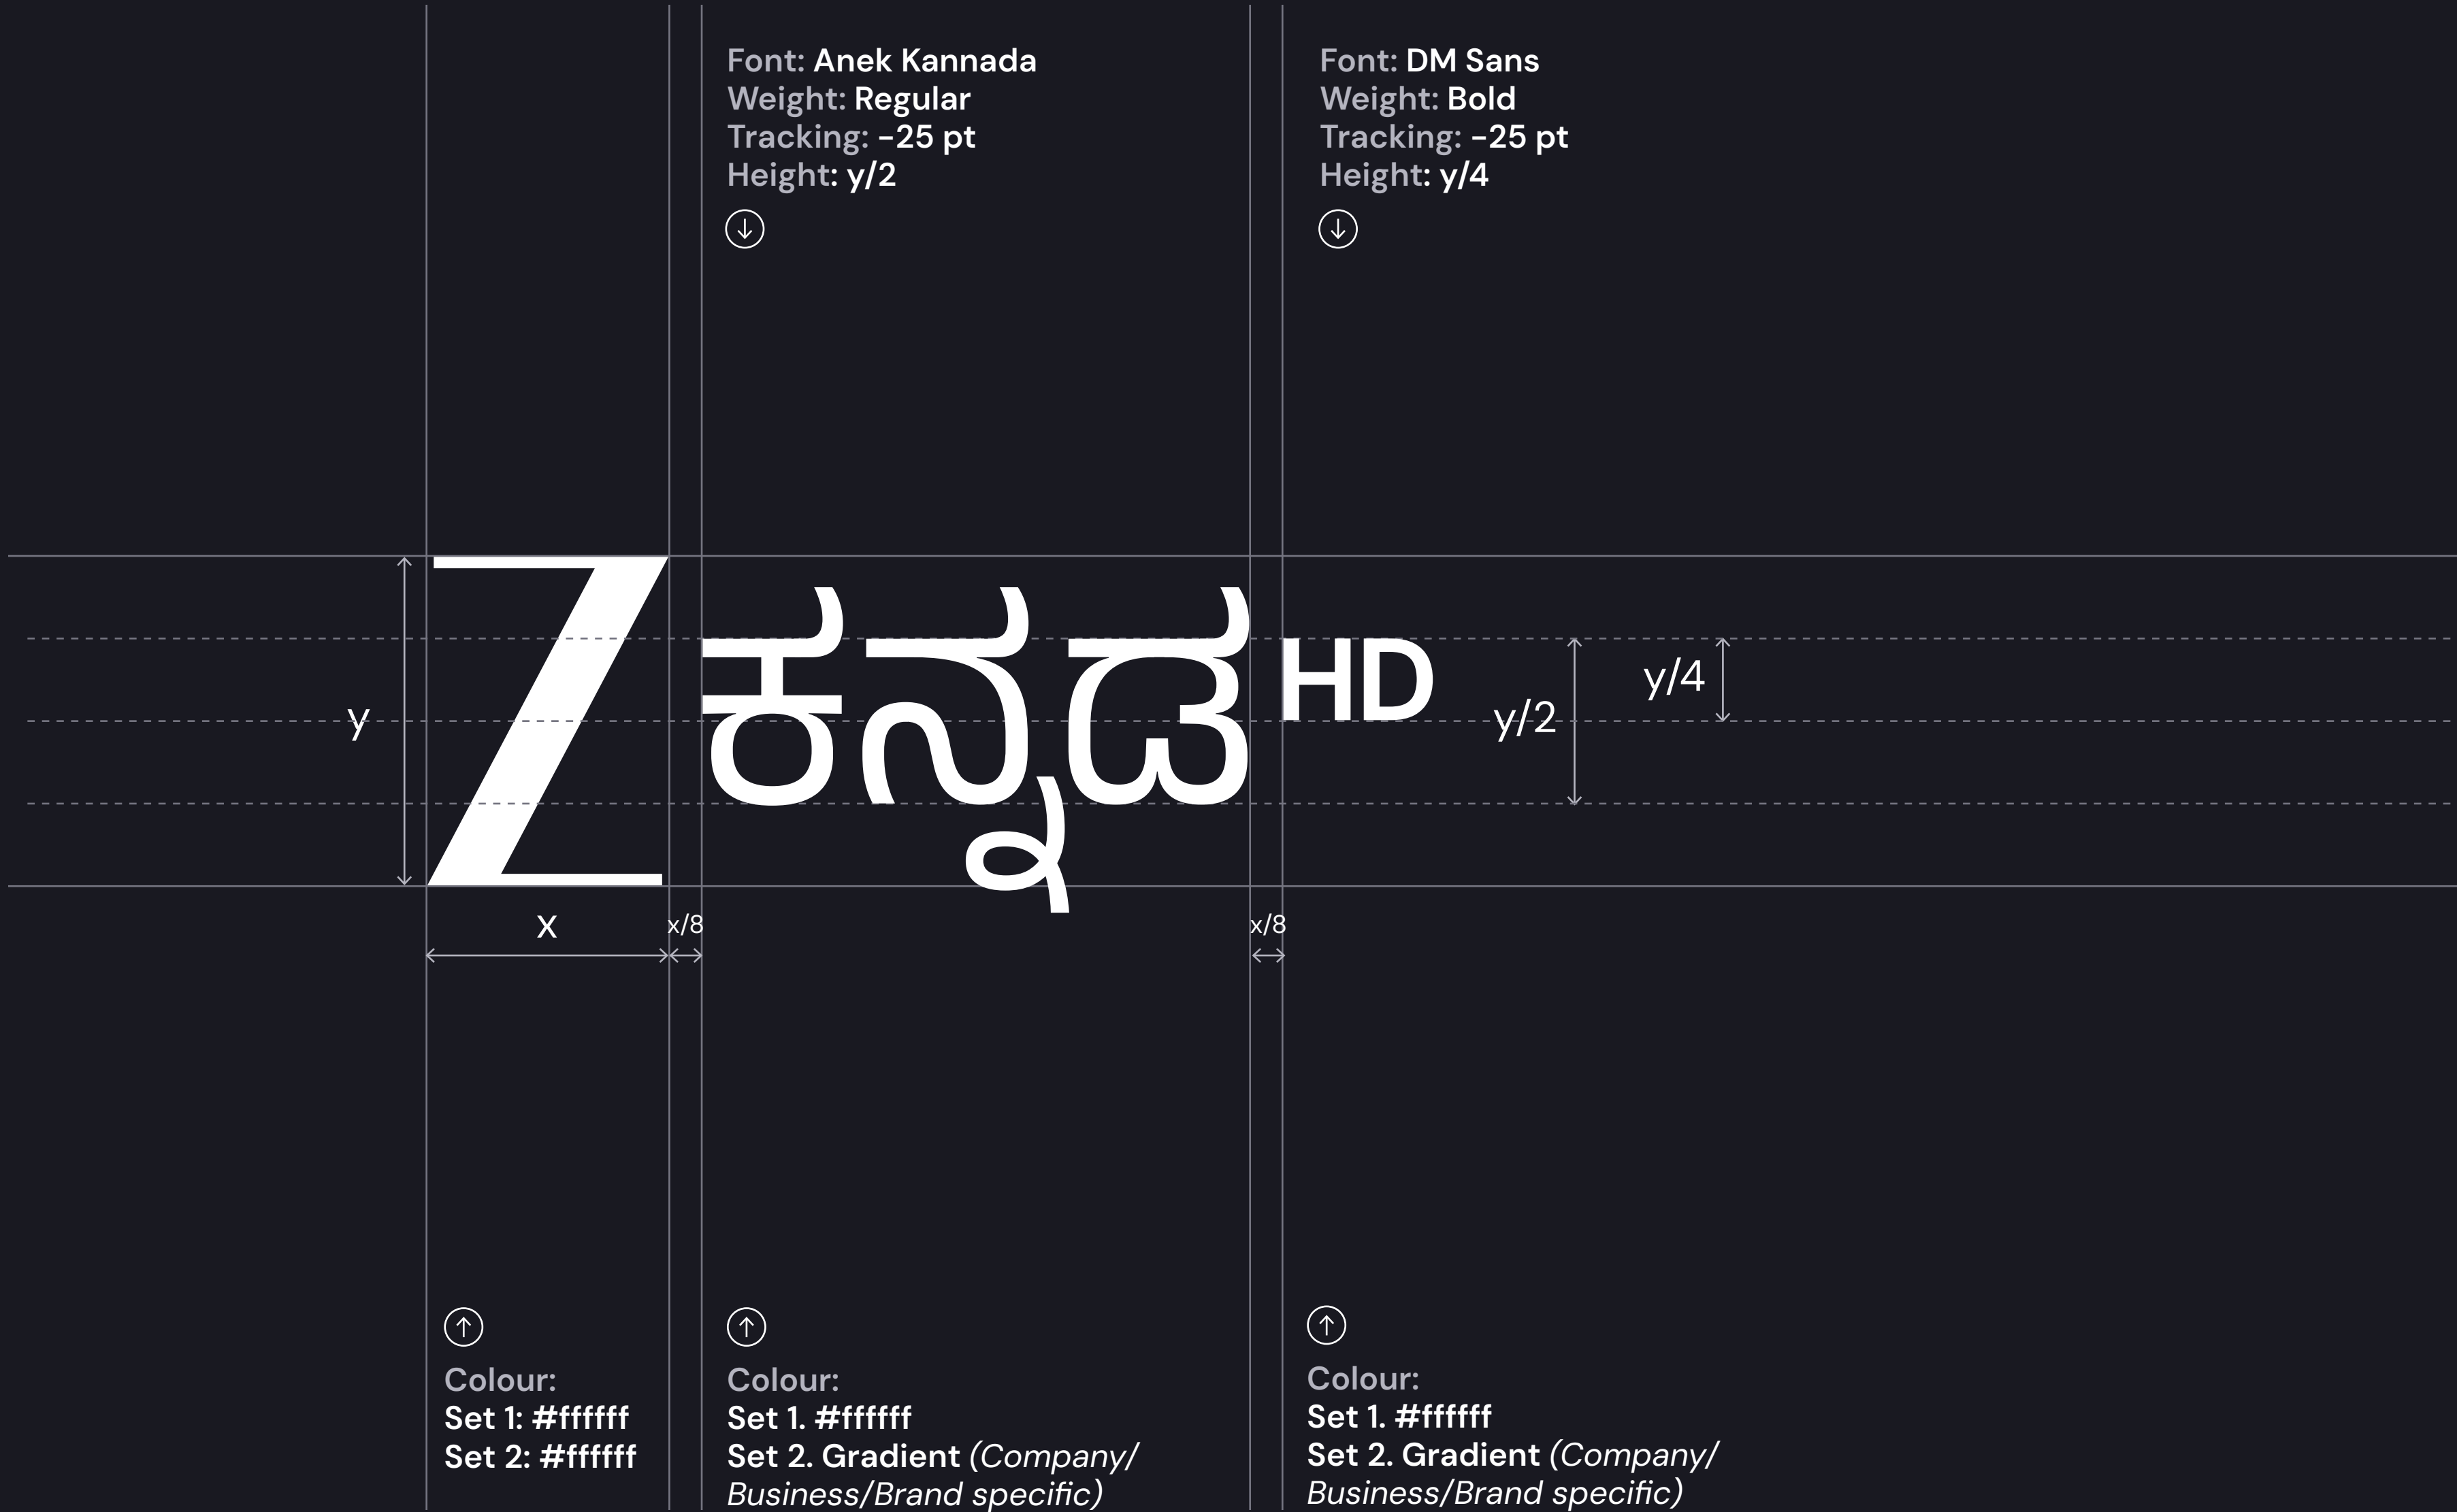 Font: Anek Kannada
Weight: Regular
Tracking: -25 pt
Height: y/2
Font: DM Sans
Weight: Bold
Tracking: -25 pt
Height: y/4
Z ಕನ್ನಡ HD
y
y/2
y/4
x
x/8
x/8
Colour:
Set 1: #ffffff
Set 2: #ffffff
Colour:
Set 1. #ffffff
Set 2. Gradient (Company/
Business/Brand specific)
Colour:
Set 1. #ffffff
Set 2. Gradient (Company/
Business/Brand specific)